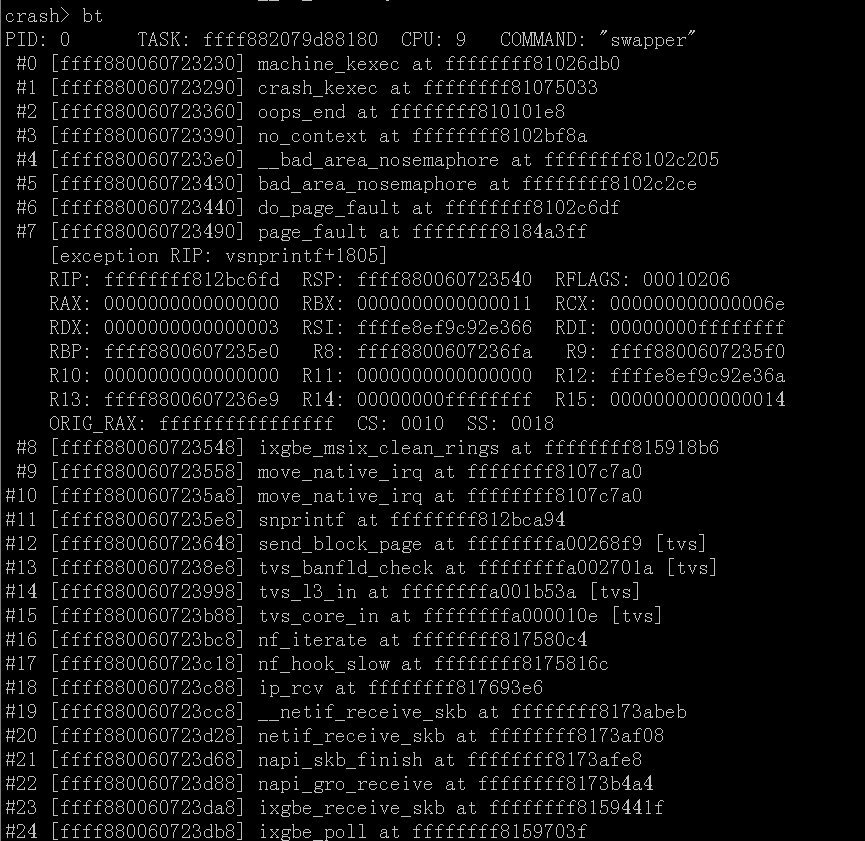 crash> bt
PID: 0      TASK: ffff882079d88180  CPU: 9   COMMAND: "swapper"
 #0 [ffff880060723230] machine_kexec at ffffffff81026db0
 #1 [ffff880060723290] crash_kexec at ffffffff81075033
 #2 [ffff880060723360] oops_end at ffffffff810101e8
 #3 [ffff880060723390] no_context at ffffffff8102bf8a
 #4 [ffff8800607233e0] __bad_area_nosemaphore at ffffffff8102c205
 #5 [ffff880060723430] bad_area_nosemaphore at ffffffff8102c2ce
 #6 [ffff880060723440] do_page_fault at ffffffff8102c6df
 #7 [ffff880060723490] page_fault at ffffffff8184a3ff
    [exception RIP: vsnprintf+1805]
    RIP: ffffffff812bc6fd  RSP: ffff880060723540  RFLAGS: 00010206
    RAX: 0000000000000000  RBX: 0000000000000011  RCX: 000000000000006e
    RDX: 0000000000000003  RSI: ffffe8ef9c92e366  RDI: 00000000ffffffff
    RBP: ffff8800607235e0   R8: ffff8800607236fa   R9: ffff8800607235f0
    R10: 0000000000000000  R11: 0000000000000000  R12: ffffe8ef9c92e36a
    R13: ffff8800607236e9  R14: 00000000ffffffff  R15: 0000000000000014
    ORIG_RAX: ffffffffffffffff  CS: 0010  SS: 0018
 #8 [ffff880060723548] ixgbe_msix_clean_rings at ffffffff815918b6
 #9 [ffff880060723558] move_native_irq at ffffffff8107c7a0
#10 [ffff8800607235a8] move_native_irq at ffffffff8107c7a0
#11 [ffff8800607235e8] snprintf at ffffffff812bca94
#12 [ffff880060723648] send_block_page at ffffffffa00268f9 [tvs]
#13 [ffff8800607238e8] tvs_banfld_check at ffffffffa002701a [tvs]
#14 [ffff880060723998] tvs_l3_in at ffffffffa001b53a [tvs]
#15 [ffff880060723b88] tvs_core_in at ffffffffa000010e [tvs]
#16 [ffff880060723bc8] nf_iterate at ffffffff817580c4
#17 [ffff880060723c18] nf_hook_slow at ffffffff8175816c
#18 [ffff880060723c88] ip_rcv at ffffffff817693e6
#19 [ffff880060723cc8] __netif_receive_skb at ffffffff8173abeb
#20 [ffff880060723d28] netif_receive_skb at ffffffff8173af08
#21 [ffff880060723d68] napi_skb_finish at ffffffff8173afe8
#22 [ffff880060723d88] napi_gro_receive at ffffffff8173b4a4
#23 [ffff880060723da8] ixgbe_receive_skb at ffffffff8159441f
#24 [ffff880060723db8] ixgbe_poll at ffffffff8159703f